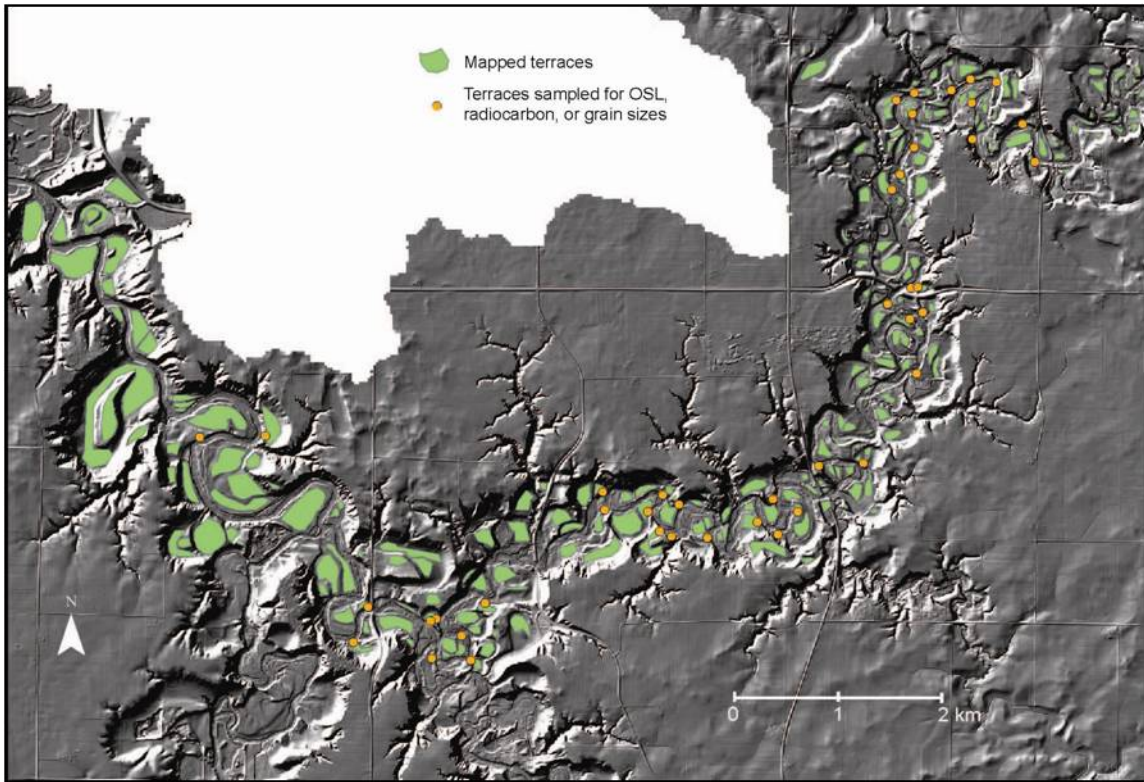 Mapped terraces
Terraces sampled for OSL,
radiocarbon, or grain sizes
N
0 1 2 km